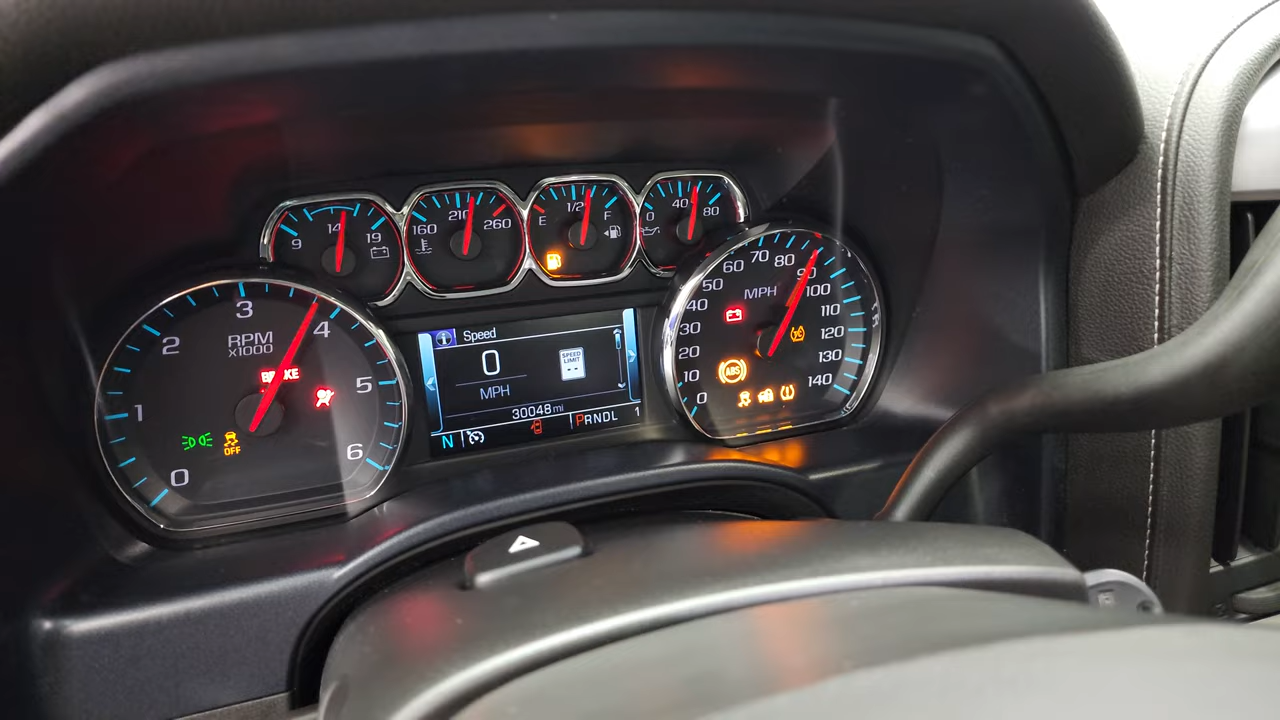 9 14 19
160 210 260
E 1/2 F
0 40 80
0 1 2 3 4 5 6
RPM
X1000
BRAKE
OFF
Speed
0
MPH
SPEED
LIMIT
30048 mi
N
PRNDL 1
0 10 20 30 40 50 60 70 80 90 100 110 120 130 140
MPH
ABS